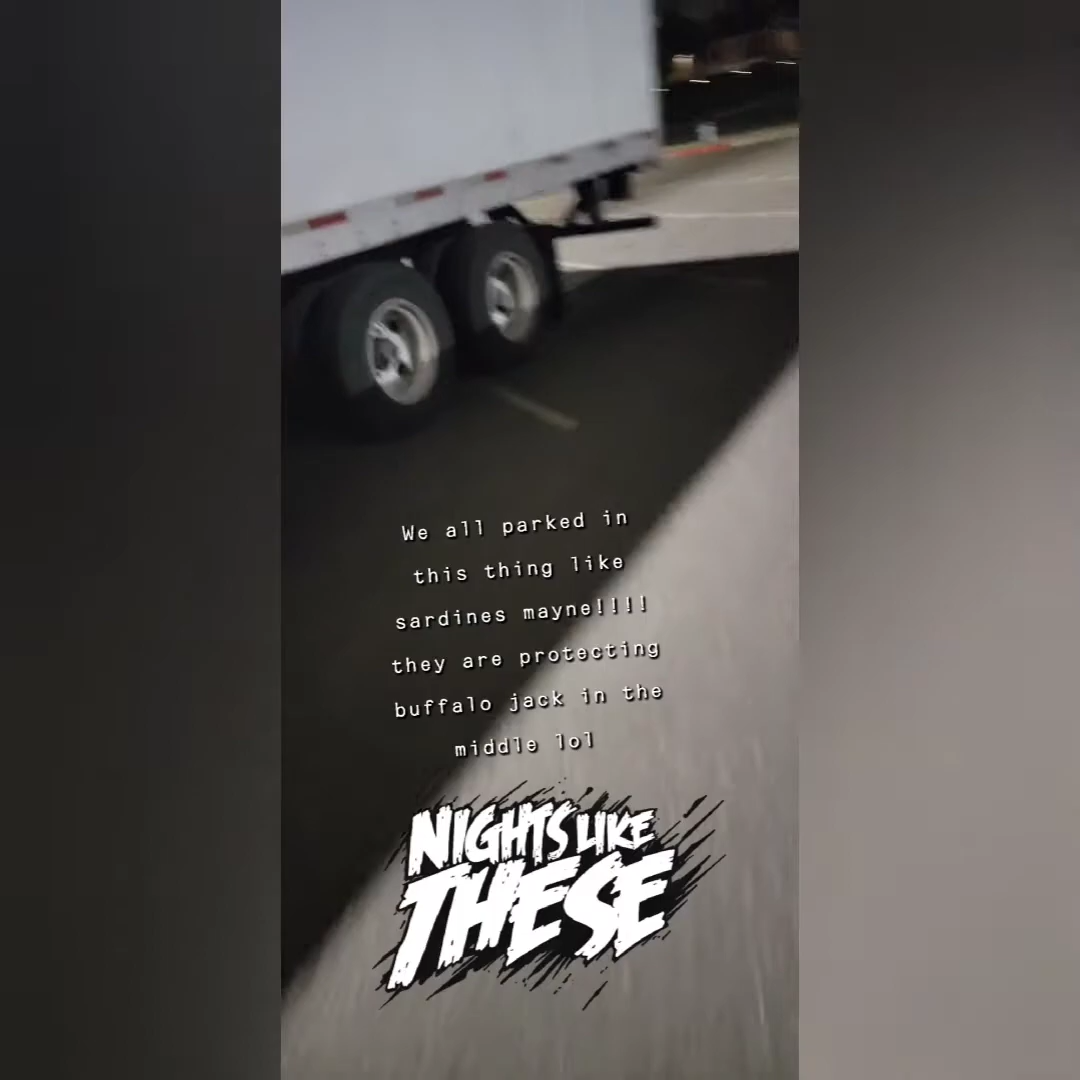 We all parked in
this thing like
sardines mayne!!!!
they are protecting
buffalo jack in the
middle lol
NIGHTS LIKE
THESE